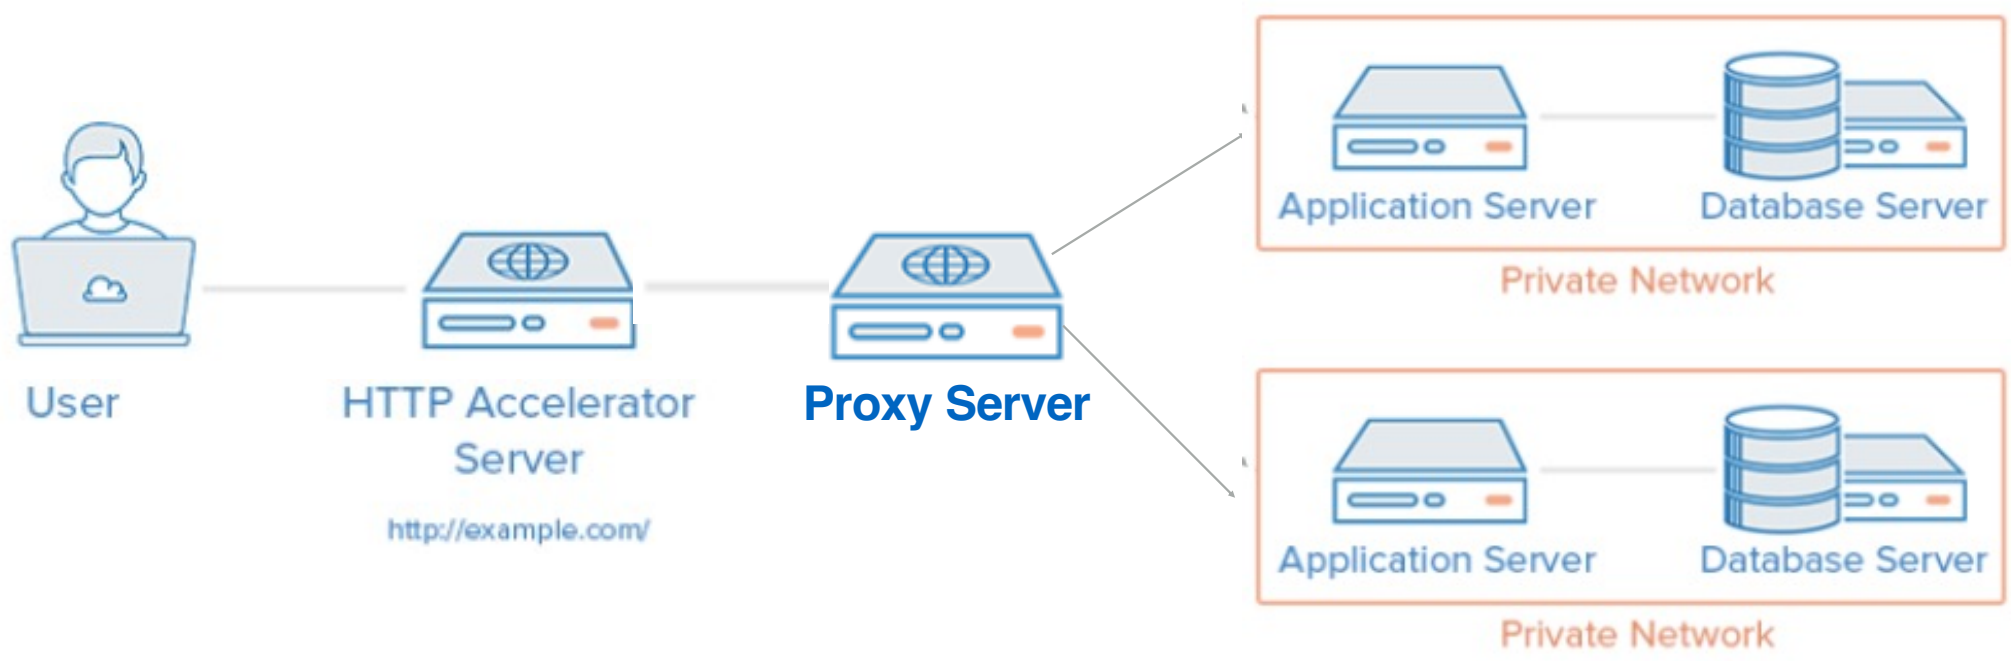 User
HTTP Accelerator
Server
http://example.com/
Proxy Server
Application Server
Database Server
Private Network
Application Server
Database Server
Private Network